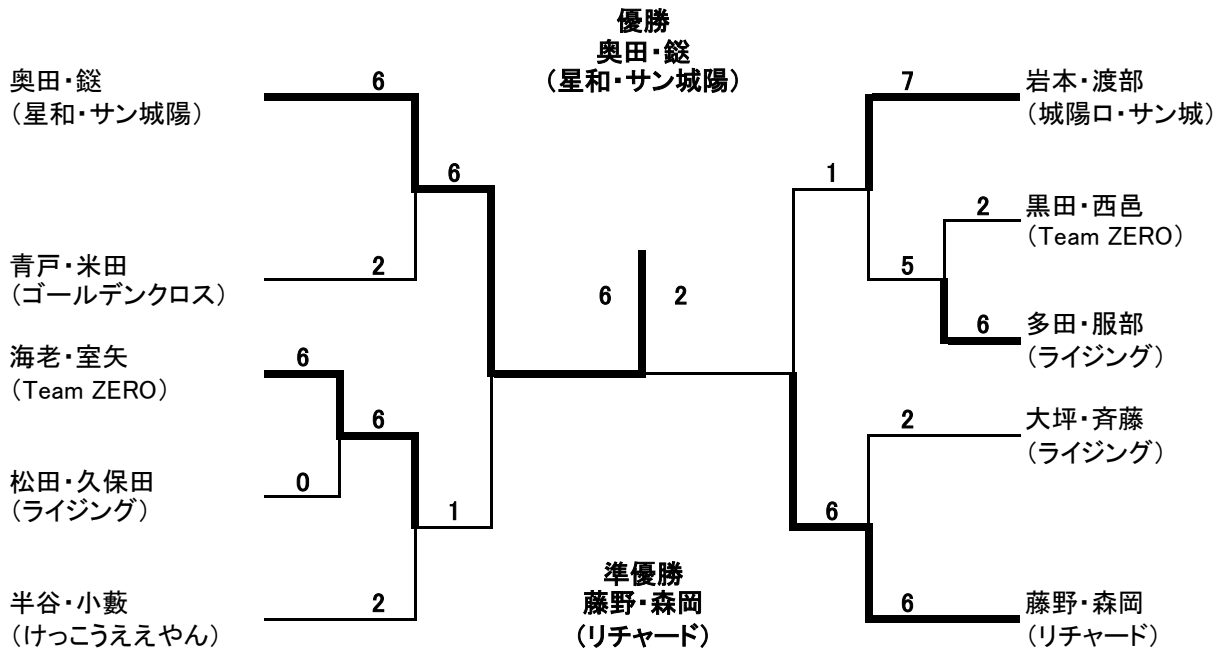 優勝
奥田・鎹
（星和・サン城陽）
奥田・鎹
（星和・サン城陽）
6
7
岩本・渡部
（城陽ロ・サン城）
6
1
2
黒田・西邑
（Team ZERO）
青戸・米田
（ゴールデンクロス）
2
5
6
2
6
多田・服部
（ライジング）
海老・室矢
（Team ZERO）
6
6
2
大坪・斉藤
（ライジング）
松田・久保田
（ライジング）
0
1
6
準優勝
藤野・森岡
（リチャード）
半谷・小藪
（けっこうええやん）
2
6
藤野・森岡
（リチャード）